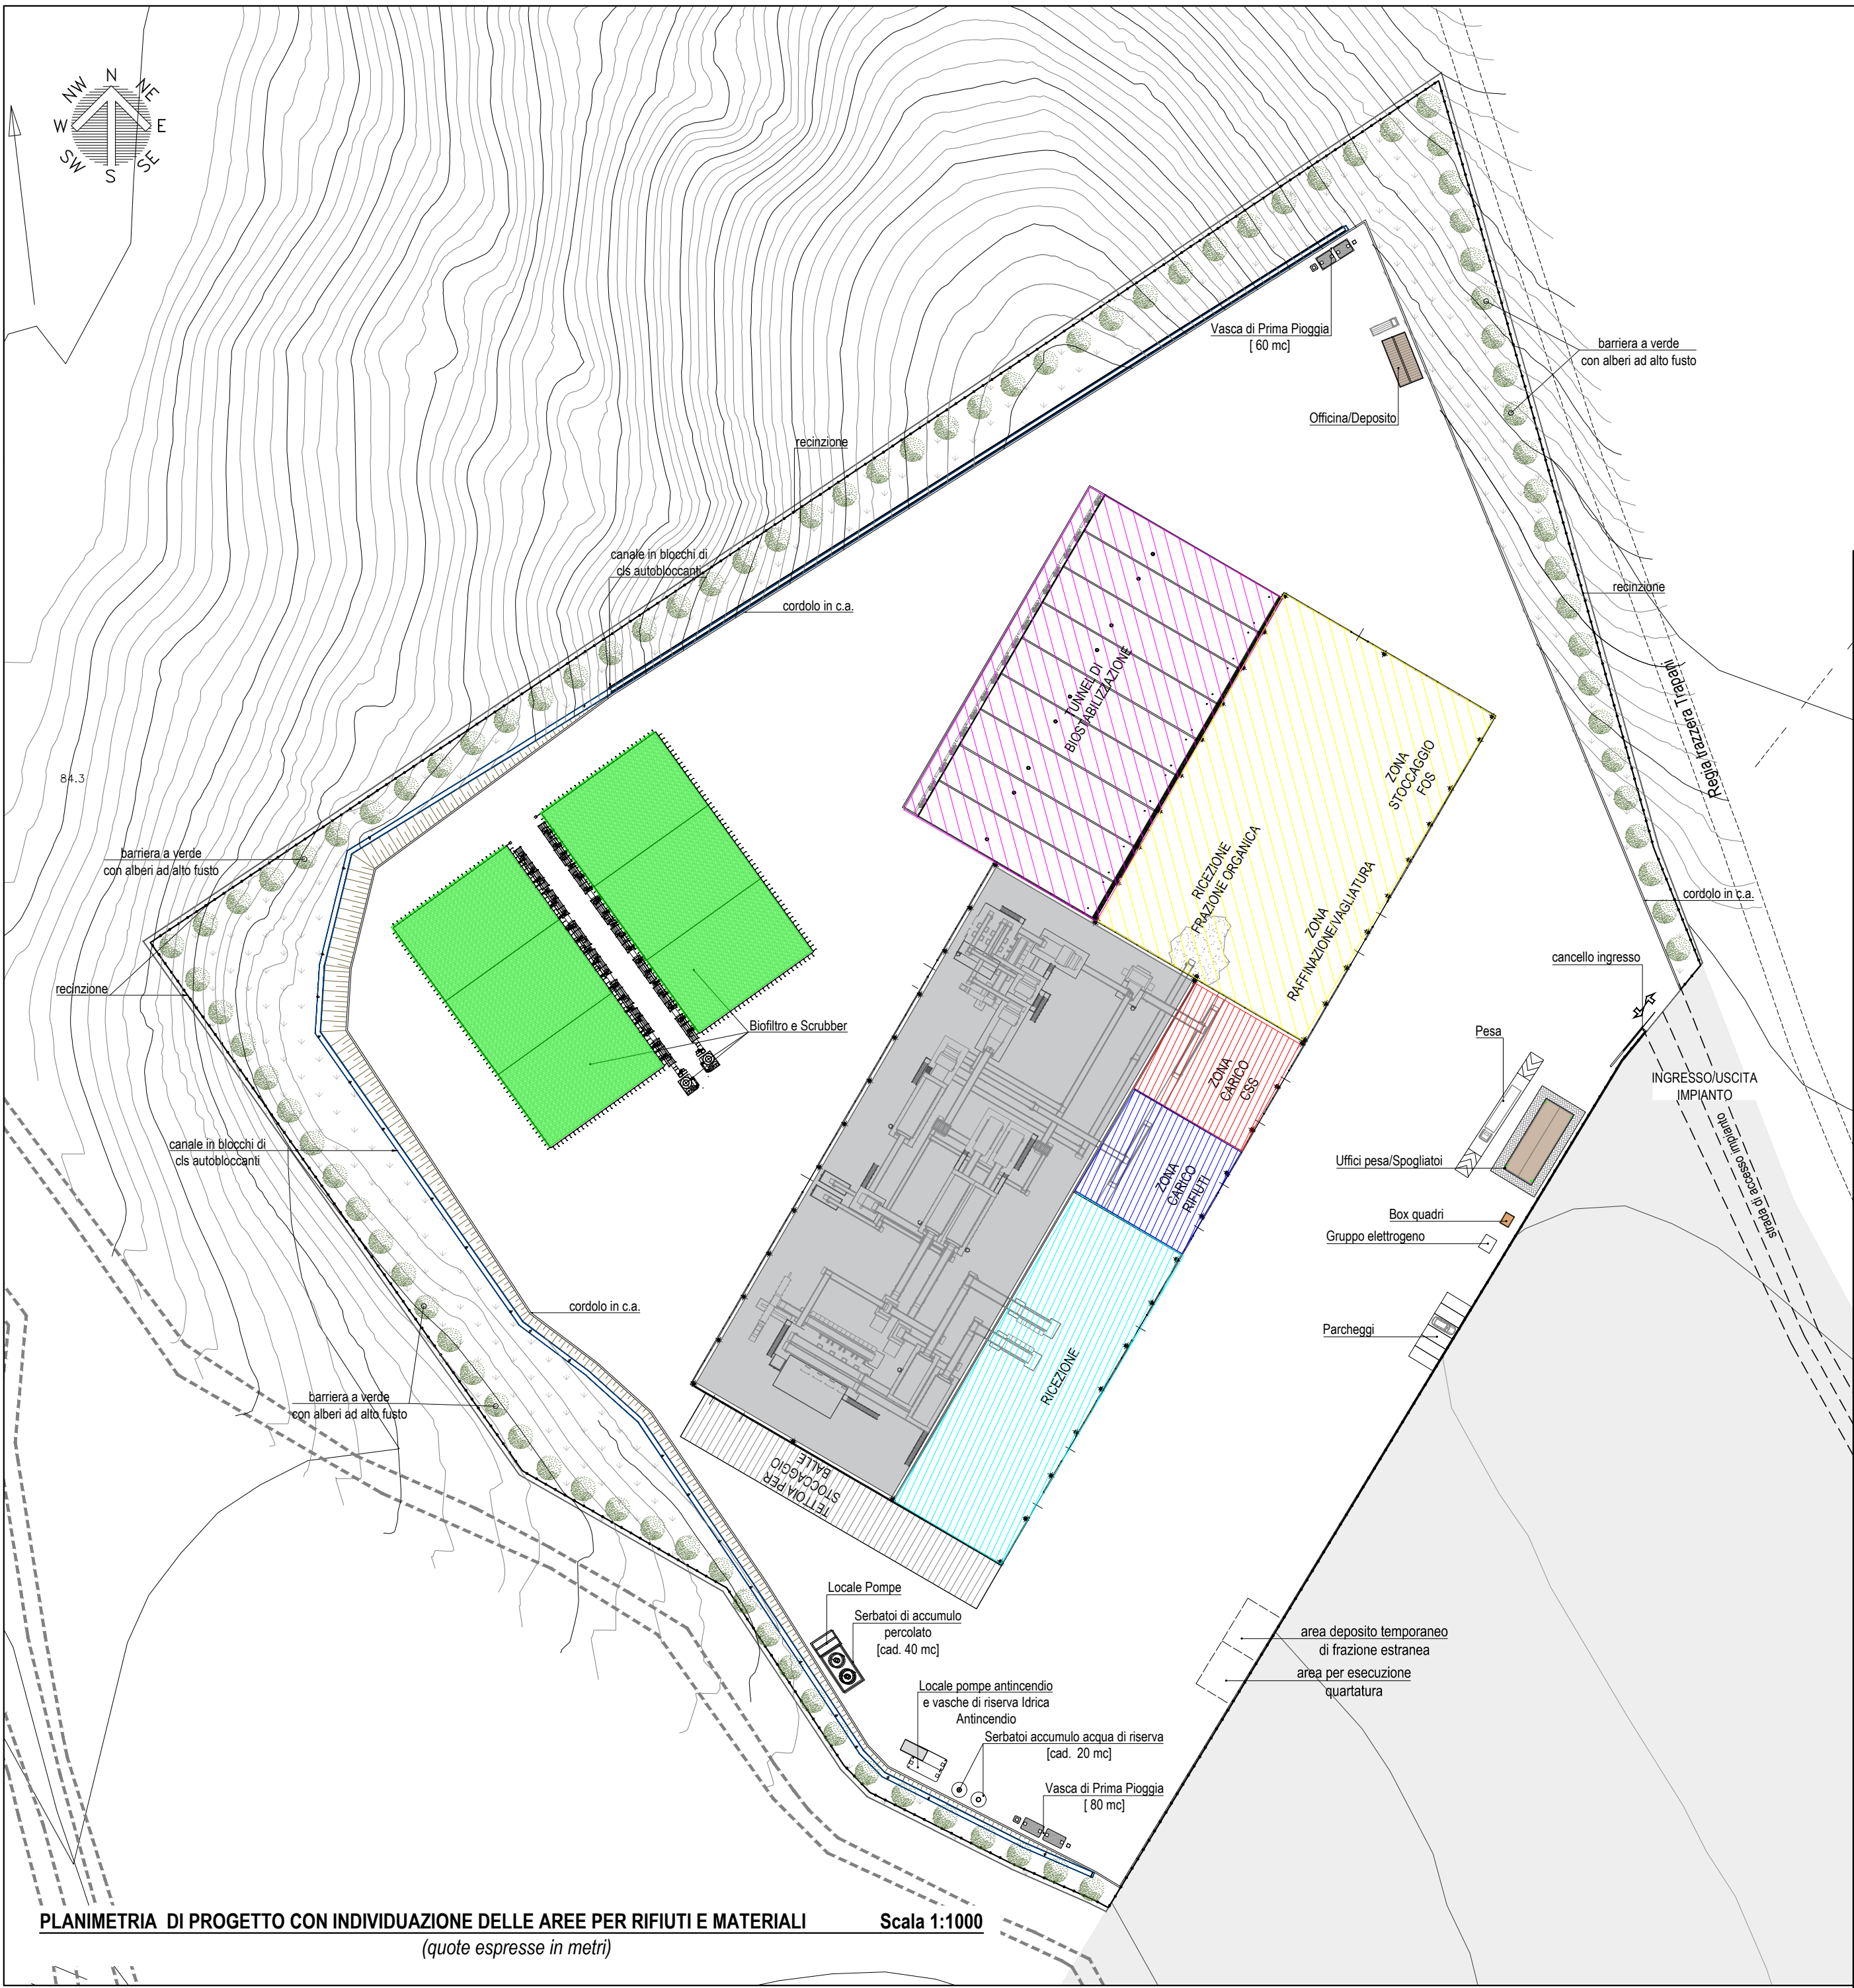 N
NW
NE
W
E
SW
SE
S
Vasca di Prima Pioggia
[ 60 mc]
barriera a verde
con alberi ad alto fusto
Officina/Deposito
recinzione
canale in blocchi di
cls autobloccanti
cordolo in c.a.
recinzione
Regia trazzera Trapani
TUNNEL DI
BIOSTABILIZZAZIONE
ZONA
STOCCAGGIO
FOS
84.3
barriera a verde
con alberi ad alto fusto
RICEZIONE
FRAZIONE ORGANICA
ZONA
RAFFINAZIONE/VAGLIATURA
cordolo in c.a.
cancello ingresso
recinzione
Biofiltro e Scrubber
Pesa
ZONA
CARICO
CSS
INGRESSO/USCITA
IMPIANTO
strada di accesso impianto
canale in blocchi di
cls autobloccanti
Uffici pesa/Spogliatoi
ZONA
CARICO
RIFIUTI
Box quadri
Gruppo elettrogeno
cordolo in c.a.
Parcheggi
RICEZIONE
barriera a verde
con alberi ad alto fusto
TETTOIA PER
STOCCAGGIO
BALLE
Locale Pompe
Serbatoi di accumulo
percolato
[cad. 40 mc]
area deposito temporaneo
di frazione estranea
area per esecuzione
quartatura
Locale pompe antincendio
e vasche di riserva Idrica
Antincendio
Serbatoi accumulo acqua di riserva
[cad. 20 mc]
Vasca di Prima Pioggia
[ 80 mc]
PLANIMETRIA DI PROGETTO CON INDIVIDUAZIONE DELLE AREE PER RIFIUTI E MATERIALI Scala 1:1000
(quote espresse in metri)